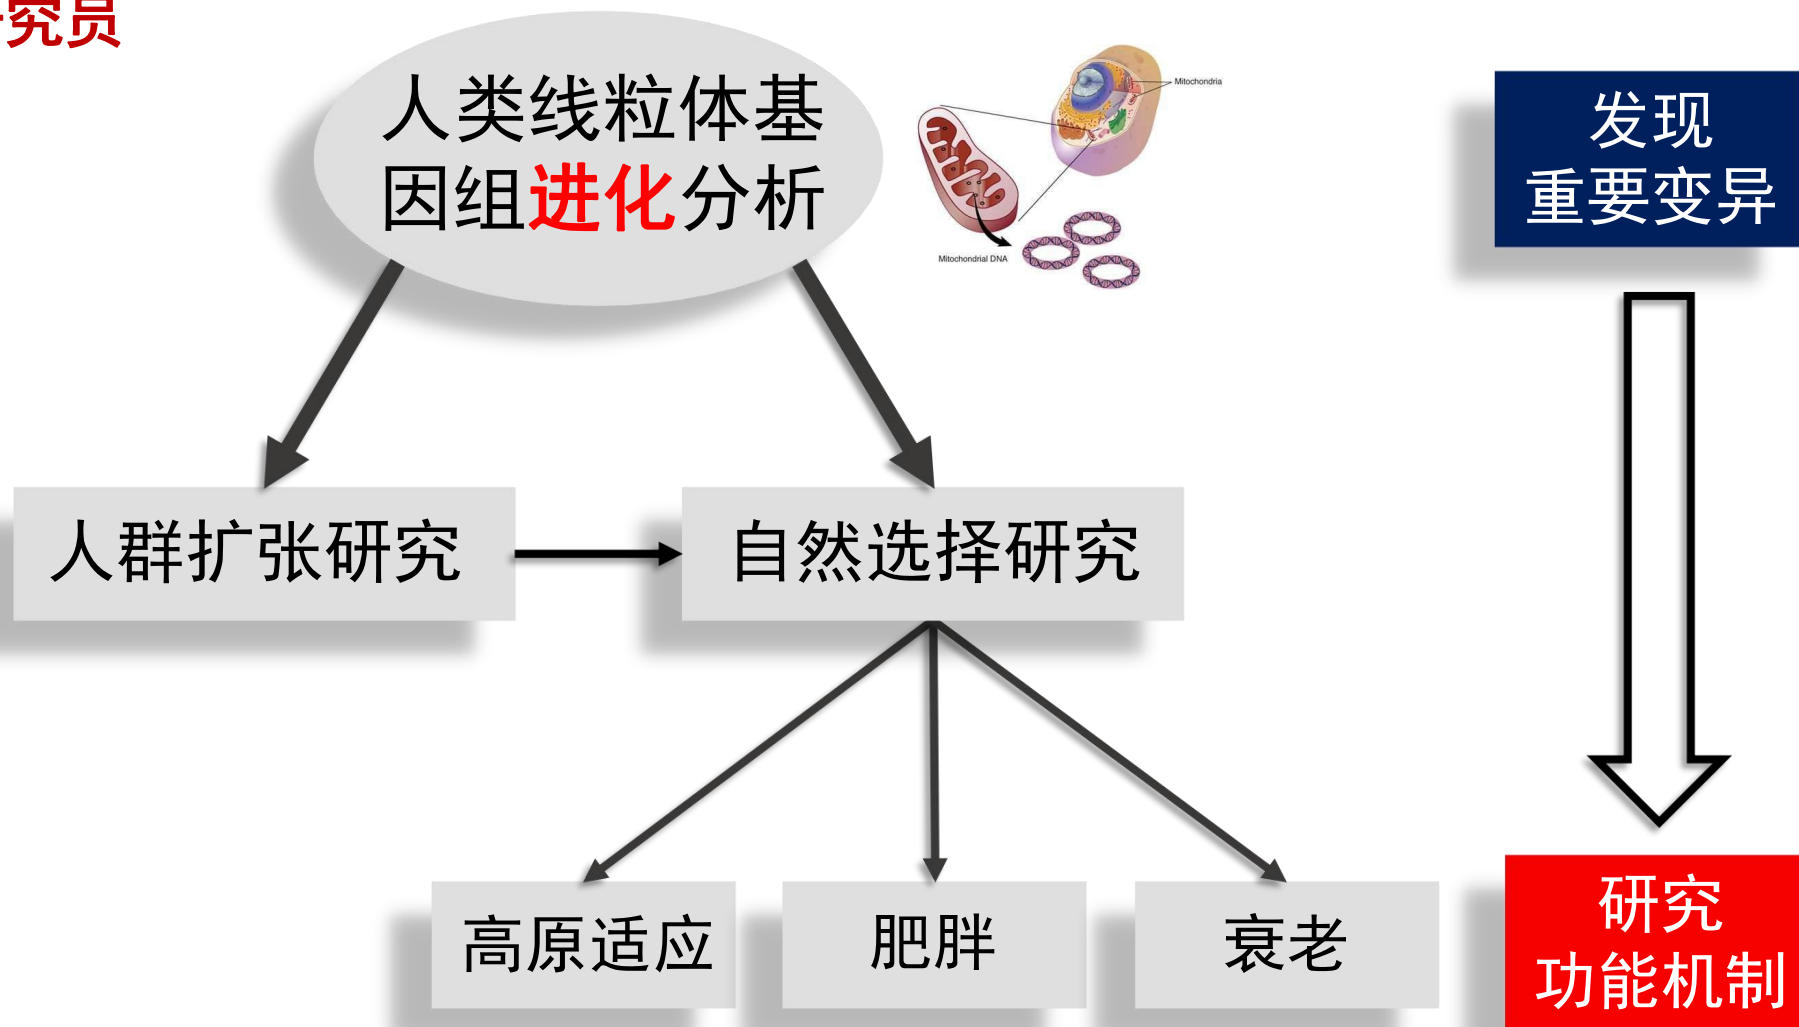 究员
人类线粒体基
因组进化分析
Mitochondria
Mitochondrial DNA
发现
重要变异
人群扩张研究
自然选择研究
高原适应
肥胖
衰老
研究
功能机制